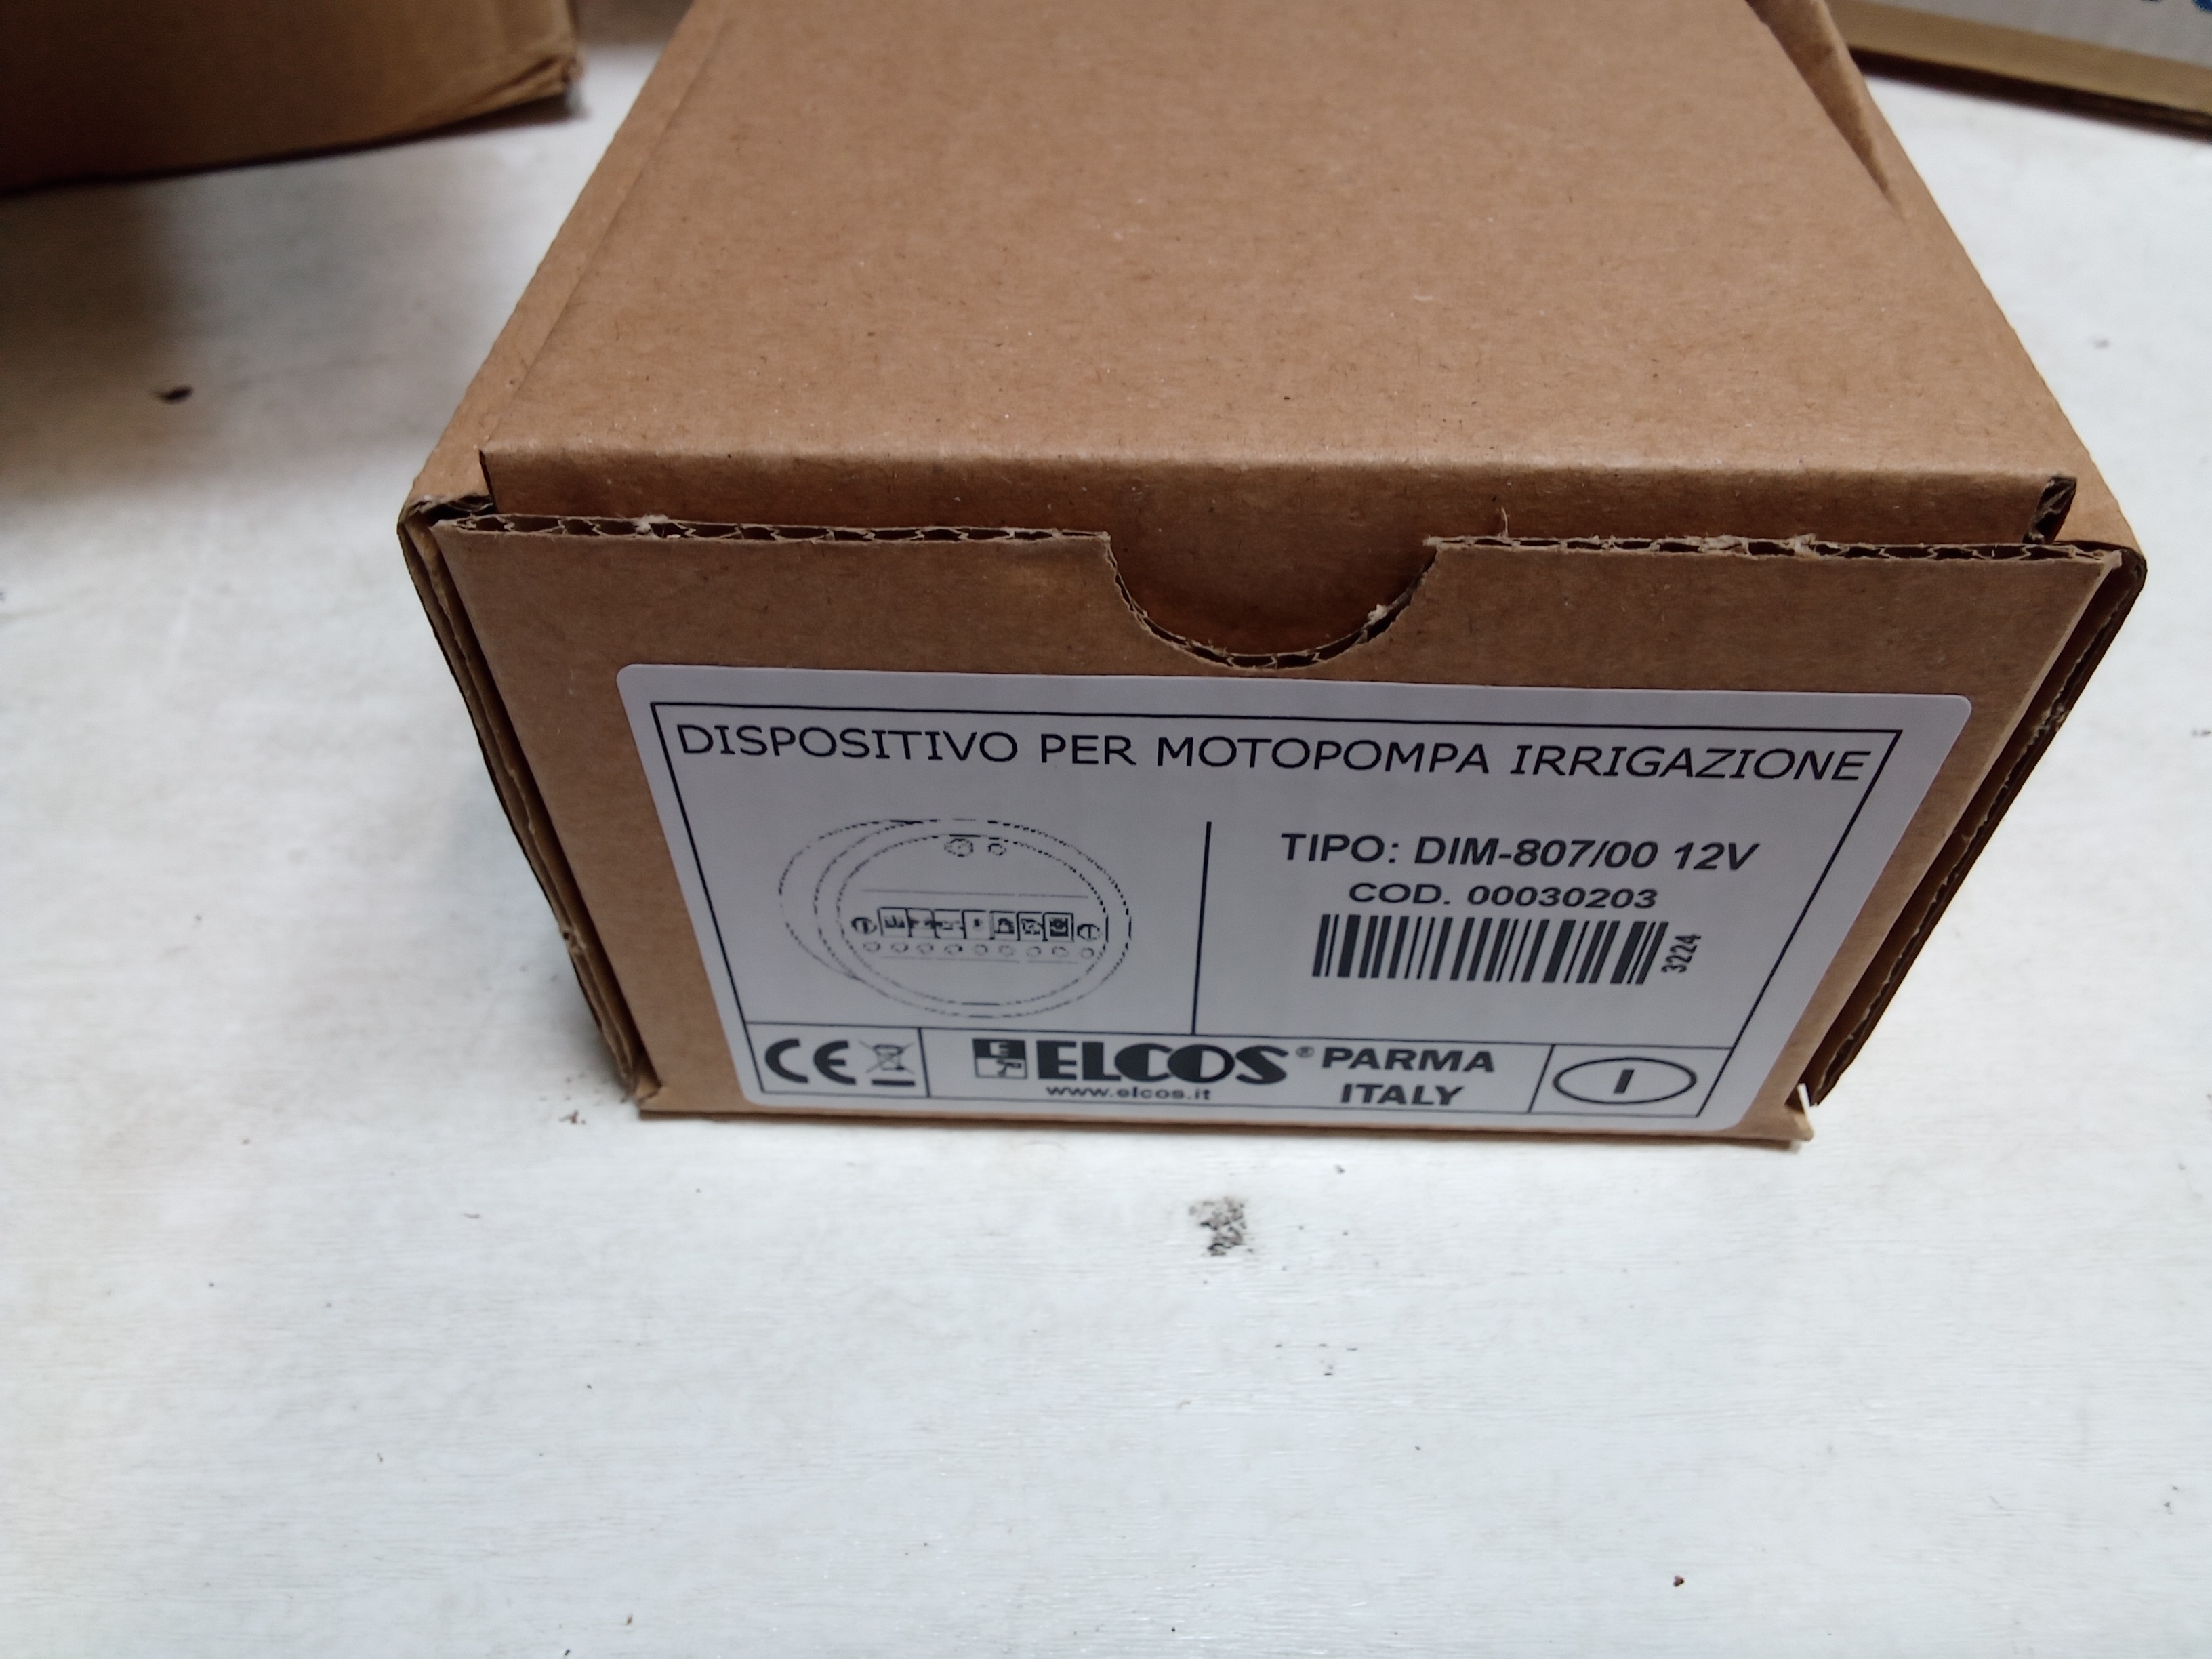 DISPOSITIVO PER MOTOPOMPA IRRIGAZIONE
TIPO: DIM-807/00 12V
COD. 00030203
3224
CE
ELCOS® PARMA
www.elcos.it
ITALY
I